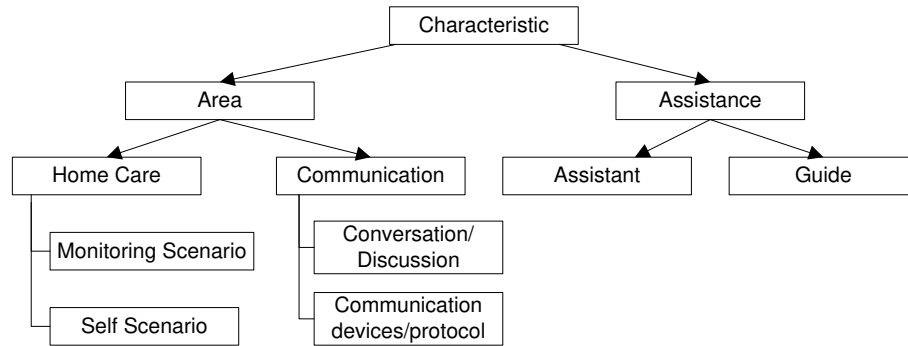 Characteristic
Area
Assistance
Home Care
Communication
Assistant
Guide
Monitoring Scenario
Conversation/
Discussion
Self Scenario
Communication
devices/protocol